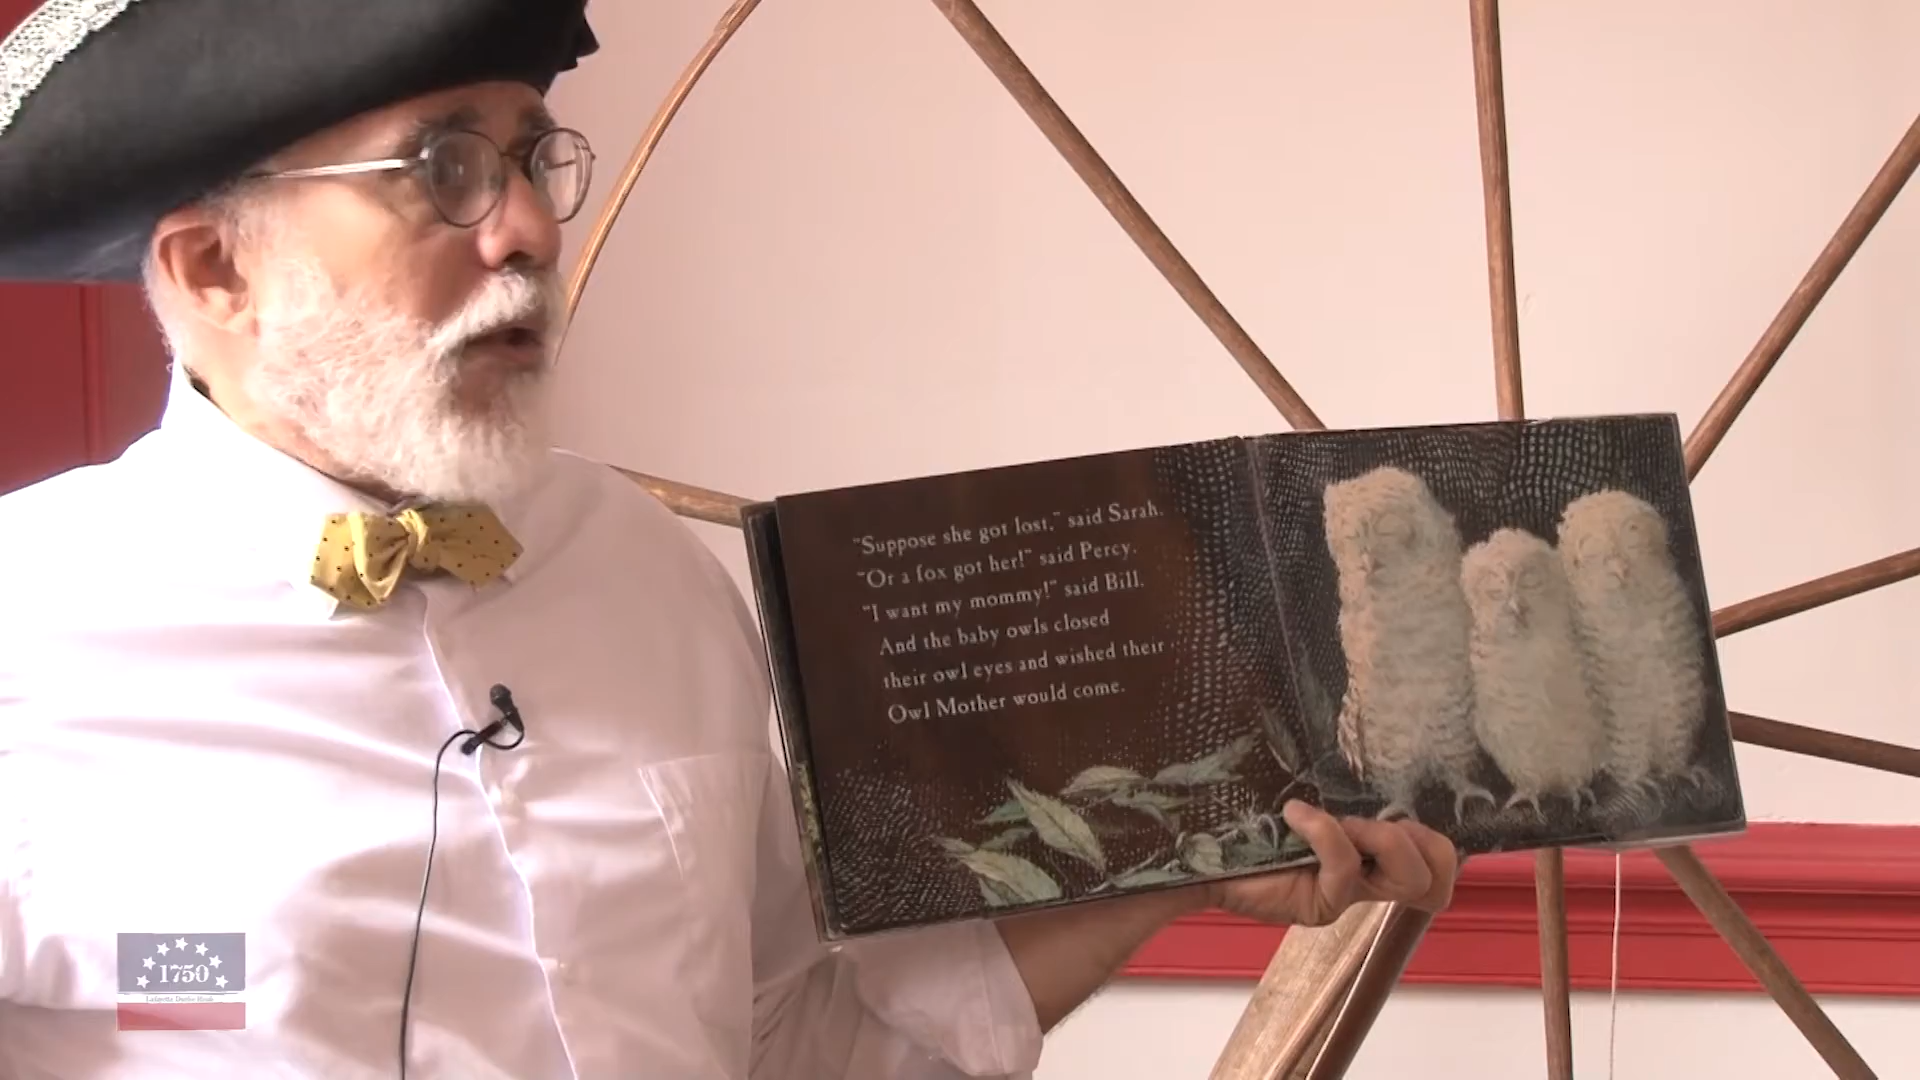 "Suppose she got lost," said Sarah.
"Or a fox got her!" said Percy.
"I want my mommy!" said Bill.
And the baby owls closed
their owl eyes and wished their
Owl Mother would come.
1750